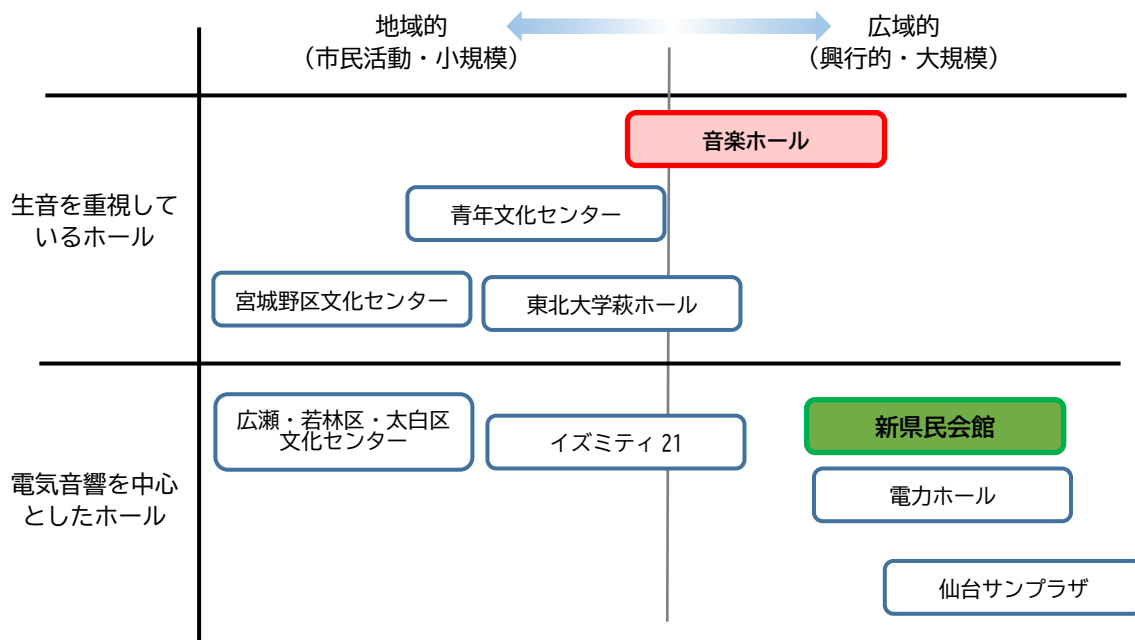 地域的
(市民活動・小規模)
広域的
(興行的・大規模)
生音を重視して
いるホール
音楽ホール
青年文化センター
宮城野区文化センター
東北大学萩ホール
電気音響を中心
としたホール
広瀬・若林区・太白区
文化センター
イズミティ 21
新県民会館
電力ホール
仙台サンプラザ